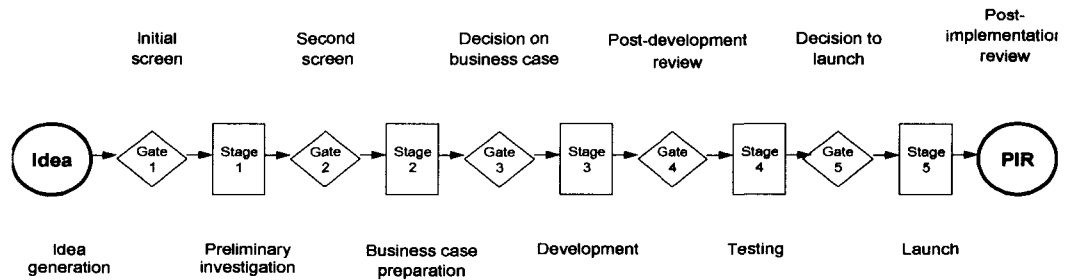 Initial
screen
Second
screen
Decision on
business case
Post-development
review
Decision to
launch
Post-
implementation
review
Idea
Gate
1
Stage
1
Gate
2
Stage
2
Gate
3
Stage
3
Gate
4
Stage
4
Gate
5
Stage
5
PIR
Idea
generation
Preliminary
investigation
Business case
preparation
Development
Testing
Launch